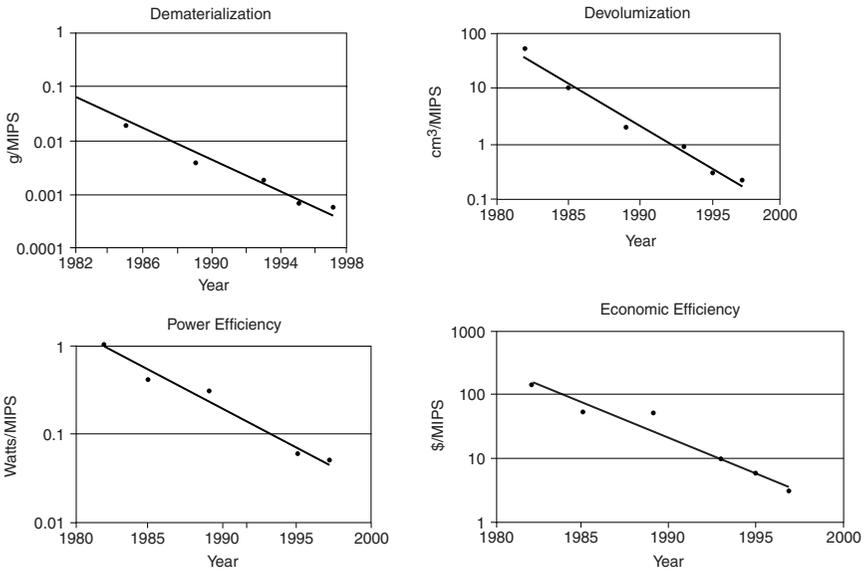 Dematerialization
1
0.1
0.01
0.001
0.0001
g/MIPS
1982 1986 1990 1994 1998
Year
Devolumization
100
10
1
0.1
cm³/MIPS
1980 1985 1990 1995 2000
Year
Power Efficiency
1
0.1
0.01
Watts/MIPS
1980 1985 1990 1995 2000
Year
Economic Efficiency
1000
100
10
1
$/MIPS
1980 1985 1990 1995 2000
Year